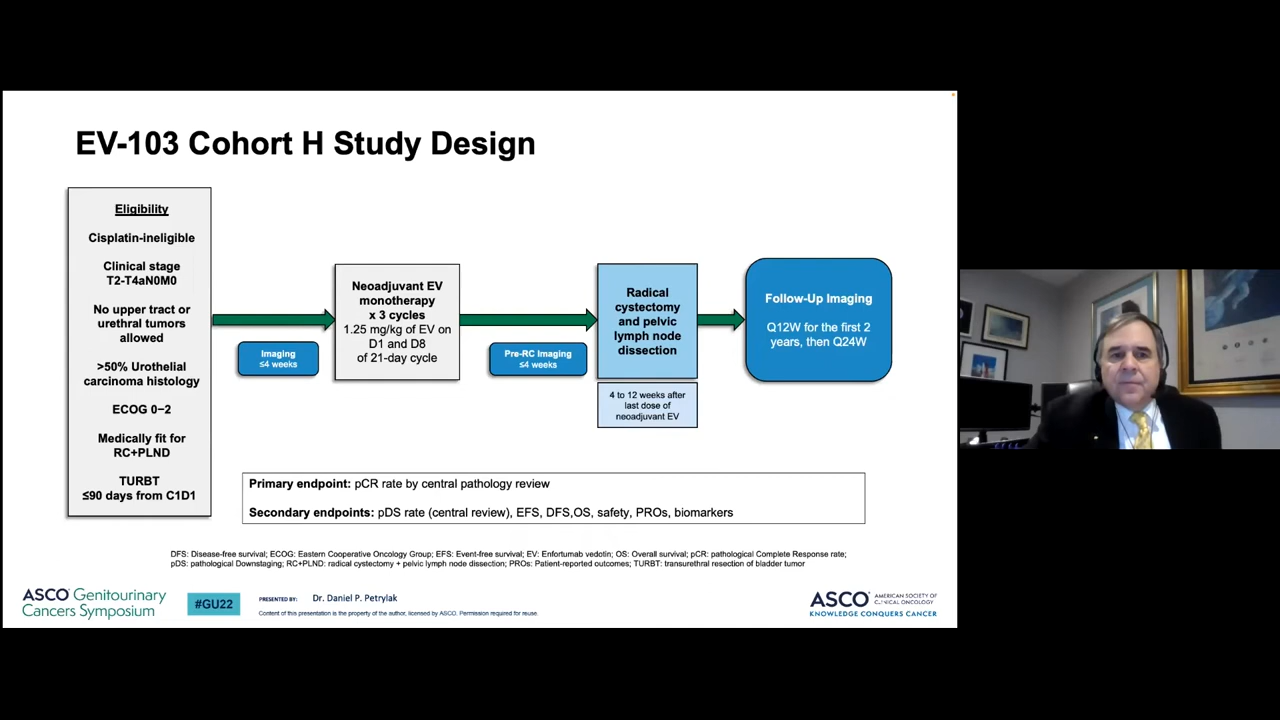 EV-103 Cohort H Study Design
Eligibility
Cisplatin-ineligible
Clinical stage
T2-T4aN0M0
No upper tract or
urethral tumors
allowed
>50% Urothelial
carcinoma histology
ECOG 0–2
Medically fit for
RC+PLND
TURBT
≤90 days from C1D1
Imaging
≤4 weeks
Neoadjuvant EV
monotherapy
x 3 cycles
1.25 mg/kg of EV on
D1 and D8
of 21-day cycle
Pre-RC Imaging
≤4 weeks
Radical
cystectomy
and pelvic
lymph node
dissection
4 to 12 weeks after
last dose of
neoadjuvant EV
Follow-Up Imaging
Q12W for the first 2
years, then Q24W
Primary endpoint: pCR rate by central pathology review
Secondary endpoints: pDS rate (central review), EFS, DFS,OS, safety, PROs, biomarkers
DFS: Disease-free survival; ECOG: Eastern Cooperative Oncology Group; EFS: Event-free survival; EV: Enfortumab vedotin; OS: Overall survival; pCR: pathological Complete Response rate;
pDS: pathological Downstaging; RC+PLND: radical cystectomy + pelvic lymph node dissection; PROs: Patient-reported outcomes; TURBT: transurethral resection of bladder tumor
ASCO Genitourinary
Cancers Symposium
#GU22
PRESENTED BY: Dr. Daniel P. Petrylak
Content of this presentation is the property of the author, licensed by ASCO. Permission required for reuse.
ASCO AMERICAN SOCIETY OF
CLINICAL ONCOLOGY
KNOWLEDGE CONQUERS CANCER